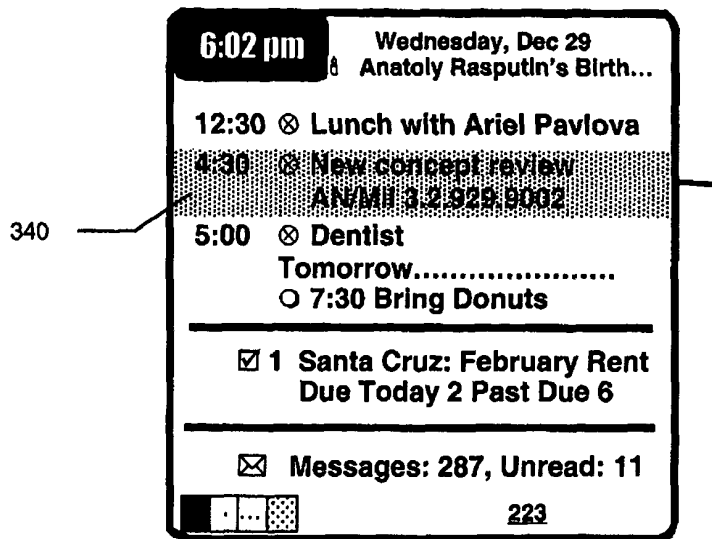 6:02 pm
Wednesday, Dec 29
Anatoly Rasputin's Birth...
12:30 ⊗ Lunch with Ariel Pavlova
4:30 ⊗ New concept review
AN/MII 3.2.929.9002
340
5:00 ⊗ Dentist
Tomorrow.......................
○ 7:30 Bring Donuts
☑ 1 Santa Cruz: February Rent
Due Today 2 Past Due 6
✉ Messages: 287, Unread: 11
223